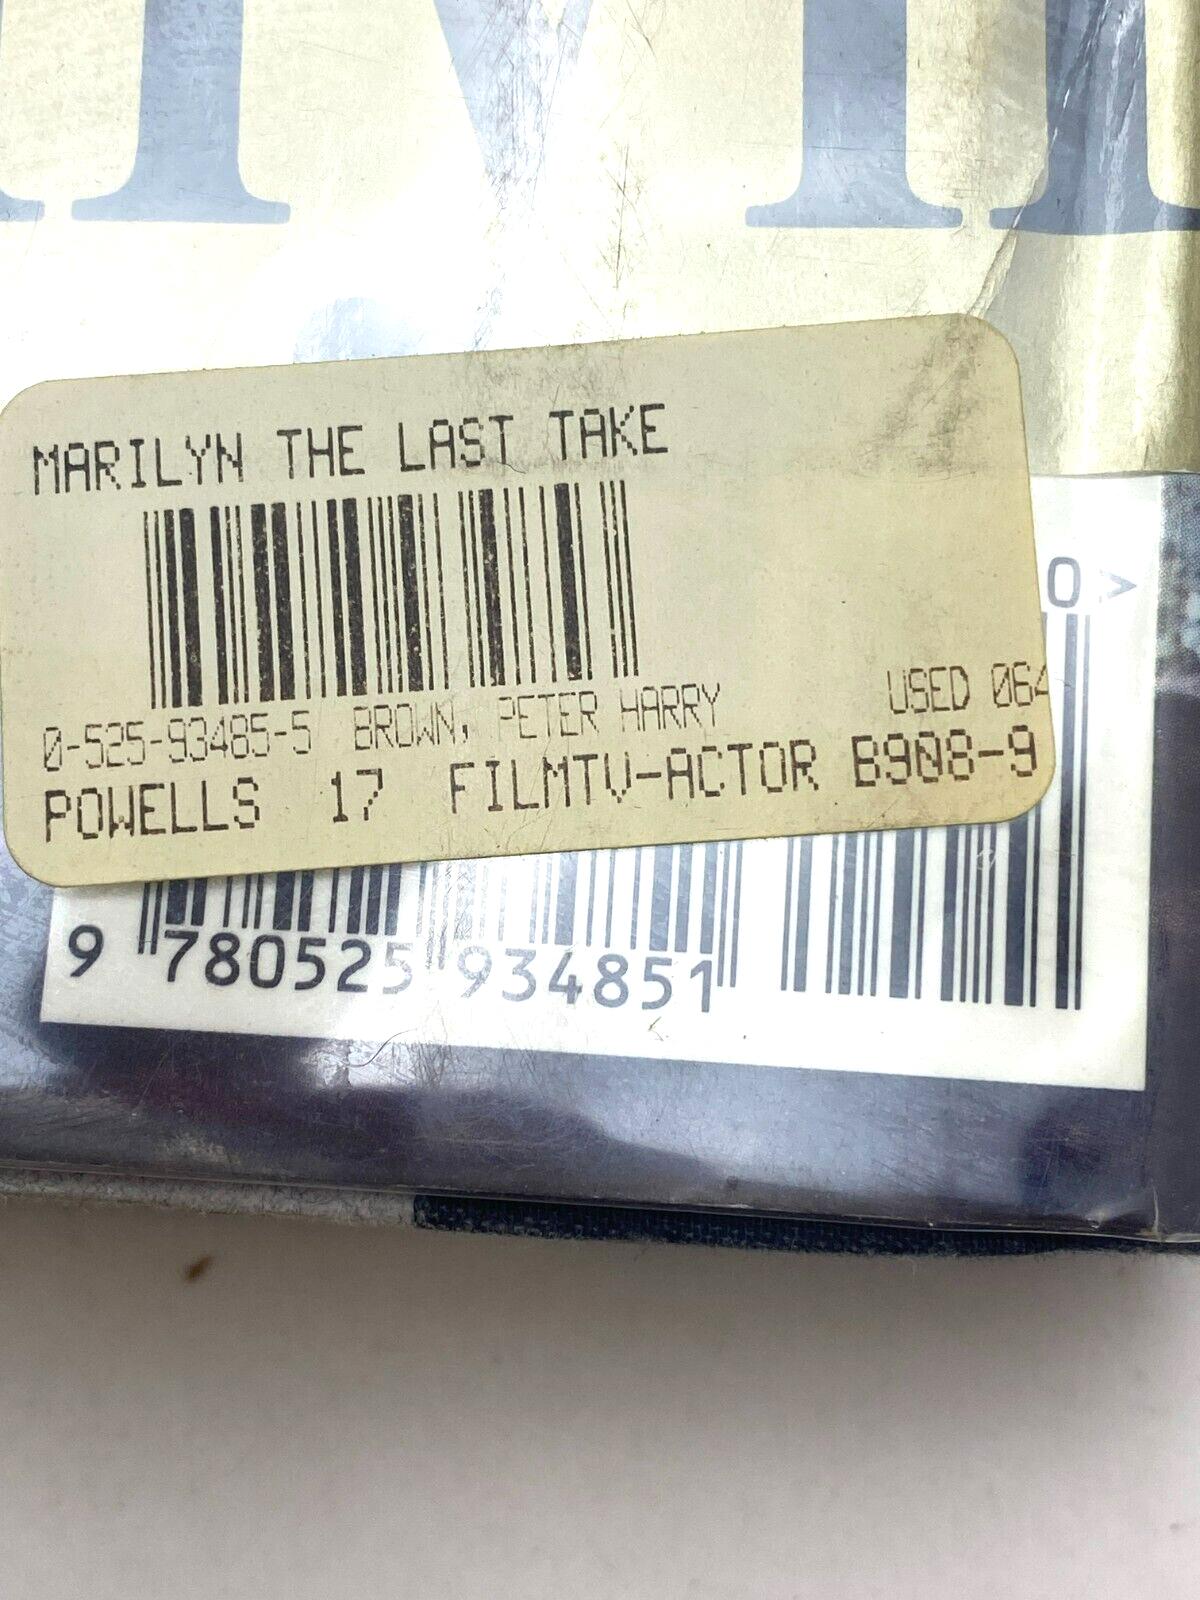 MARILYN THE LAST TAKE
0>
0-525-93485-5 BROWN, PETER HARRY USED 064
POWELLS 17 FILMTV-ACTOR B908-9
9 780525 934851